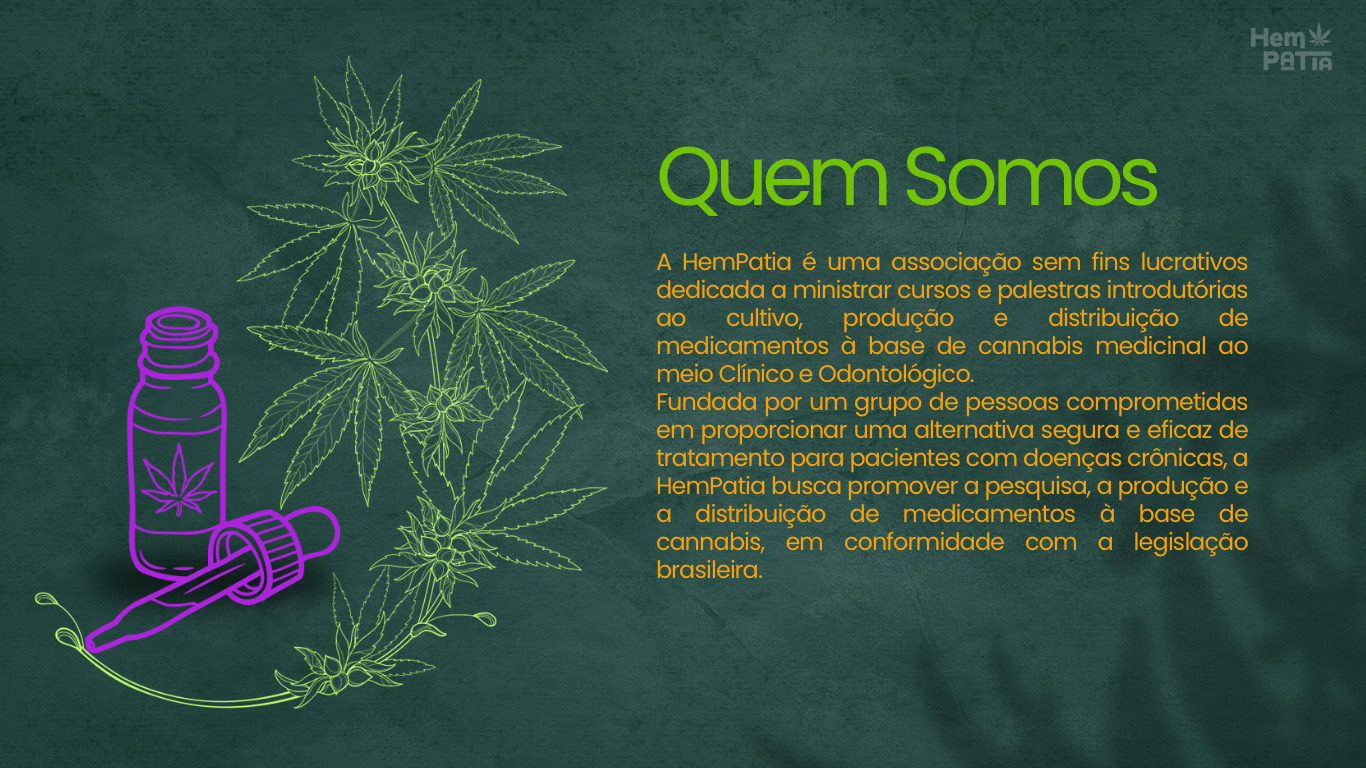 Hem
PATIA
Quem Somos
A HemPatia é uma associação sem fins lucrativos
dedicada a ministrar cursos e palestras introdutórias
ao cultivo, produção e distribuição de
medicamentos à base de cannabis medicinal ao
meio Clínico e Odontológico.
Fundada por um grupo de pessoas comprometidas
em proporcionar uma alternativa segura e eficaz de
tratamento para pacientes com doenças crônicas, a
HemPatia busca promover a pesquisa, a produção e
a distribuição de medicamentos à base de
cannabis, em conformidade com a legislação
brasileira.